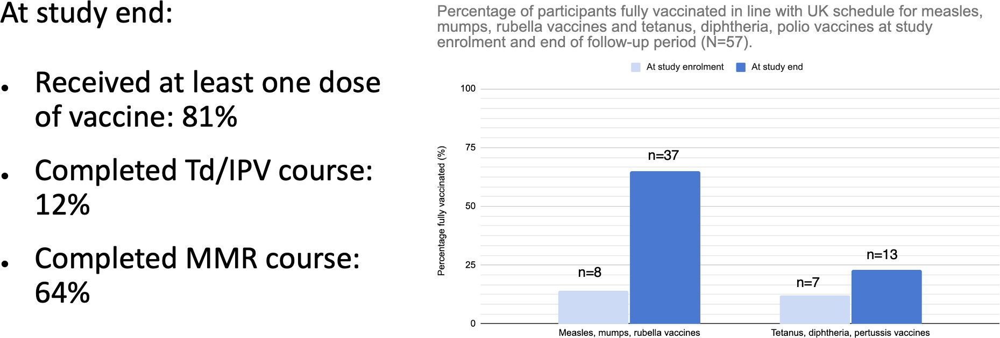 At study end:
• Received at least one dose
of vaccine: 81%
• Completed Td/IPV course:
12%
• Completed MMR course:
64%
Percentage of participants fully vaccinated in line with UK schedule for measles,
mumps, rubella vaccines and tetanus, diphtheria, polio vaccines at study
enrolment and end of follow-up period (N=57).
At study enrolment At study end
Percentage fully vaccinated (%)
100
75
50
25
0
n=8
n=37
n=7
n=13
Measles, mumps, rubella vaccines
Tetanus, diphtheria, pertussis vaccines